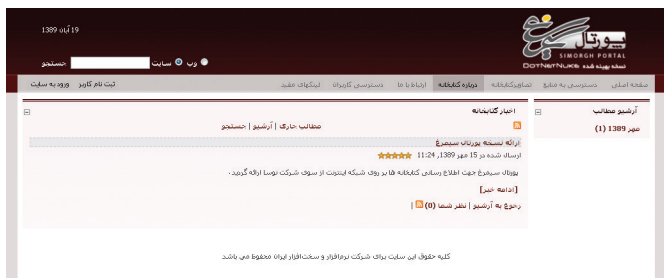 19 آبان 1389
پورتال سیمرغ
SIMORGH PORTAL
نسخه بهینه شده DOTNETNUKE
وب سایت جستجو
صفحه اصلی دسترسی به منابع تصاویرکتابخانه درباره کتابخانه ارتباط با ما دسترسی کاربران لینکهای مفید ثبت نام کاربر ورود به سایت
آرشیو مطالب
مهر 1389 (1)
اخبار کتابخانه
مطالب جاری | آرشیو | جستجو
ارائه نسخه پورتال سیمرغ
ارسال شده در 15 مهر 1389, 11:24
پورتال سیمرغ جهت اطلاع رسانی کتابخانه ها بر روی شبکه اینترنت از سوی شرکت نوسا ارائه گردید.
[ادامه خبر]
رجوع به آرشیو | نظر شما (0) |
کلیه حقوق این سایت برای شرکت نرم‌افزار و سخت‌افزار ایران محفوظ می باشد